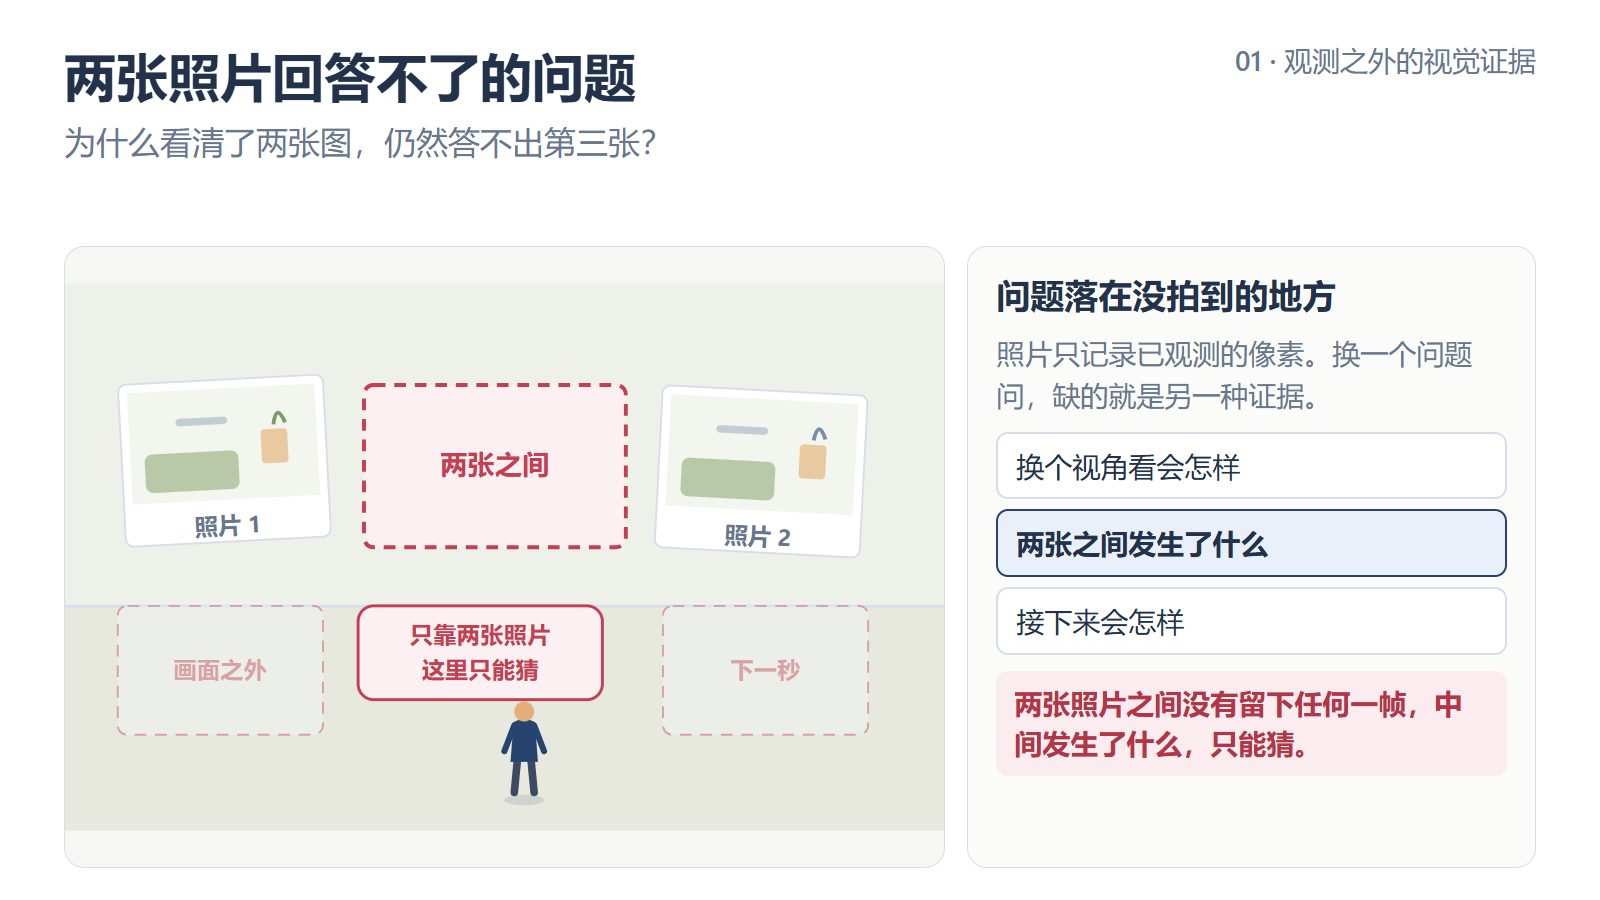 两张照片回答不了的问题
01 · 观测之外的视觉证据
为什么看清了两张图，仍然答不出第三张？
照片 1
两张之间
照片 2
画面之外
只靠两张照片
这里只能猜
下一秒
问题落在没拍到的地方
照片只记录已观测的像素。换一个问题
问，缺的就是另一种证据。
换个视角看会怎样
两张之间发生了什么
接下来会怎样
两张照片之间没有留下任何一帧，中
间发生了什么，只能猜。